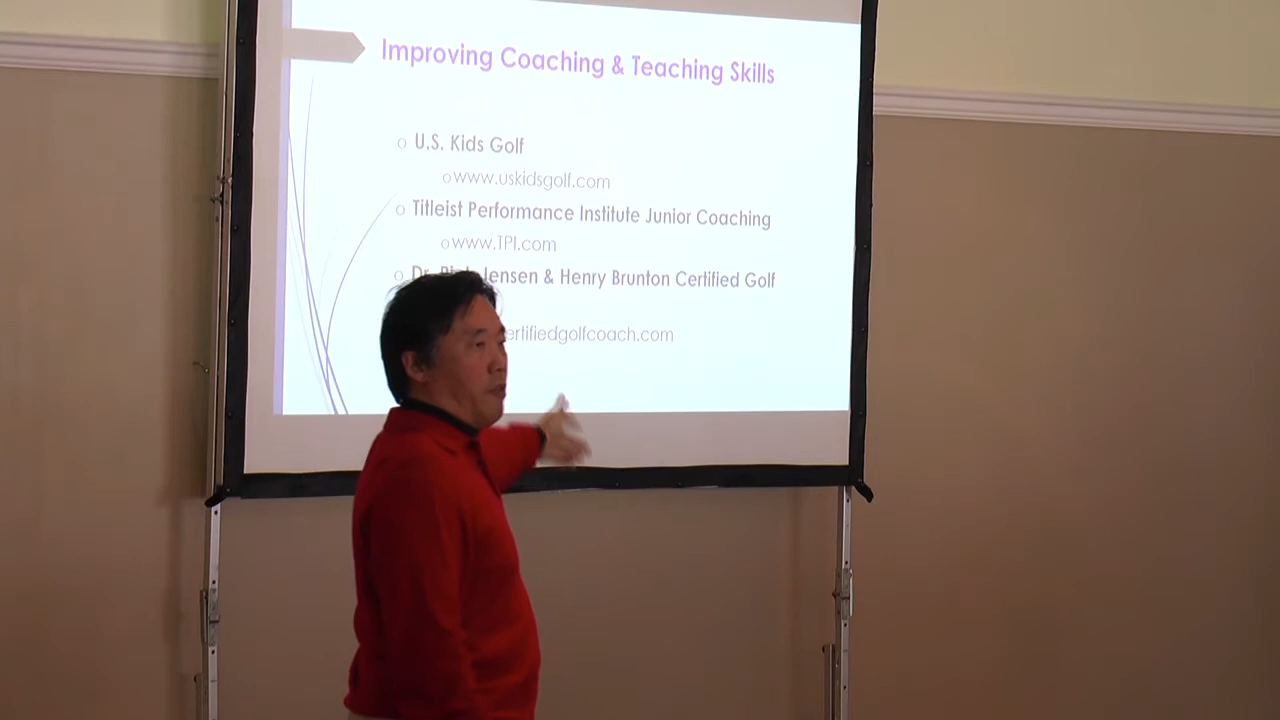 Improving Coaching & Teaching Skills
o U.S. Kids Golf
o www.uskidsgolf.com
o Titleist Performance Institute Junior Coaching
o www.TPI.com
o Dr. Jensen & Henry Brunton Certified Golf
ertifiedgolfcoach.com